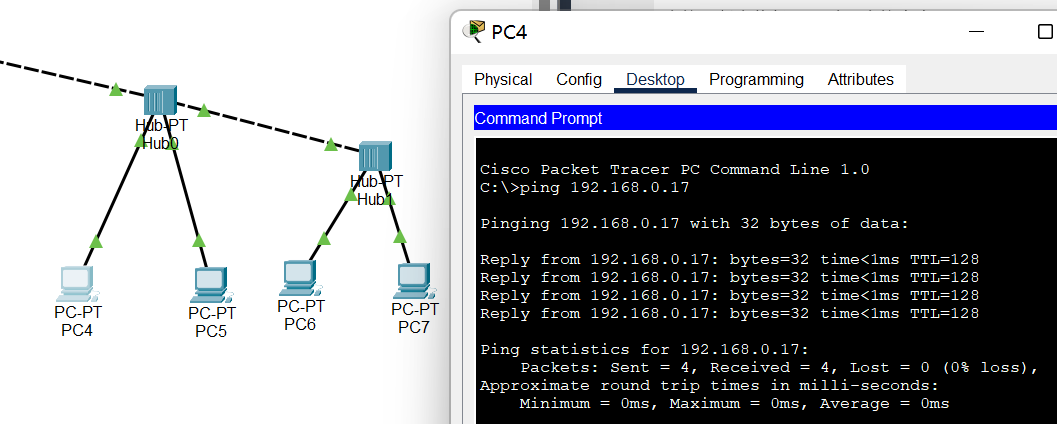 PC4
Physical Config Desktop Programming Attributes
Command Prompt
Cisco Packet Tracer PC Command Line 1.0
C:\>ping 192.168.0.17
Pinging 192.168.0.17 with 32 bytes of data:
Reply from 192.168.0.17: bytes=32 time<1ms TTL=128
Reply from 192.168.0.17: bytes=32 time<1ms TTL=128
Reply from 192.168.0.17: bytes=32 time<1ms TTL=128
Reply from 192.168.0.17: bytes=32 time<1ms TTL=128
Ping statistics for 192.168.0.17:
Packets: Sent = 4, Received = 4, Lost = 0 (0% loss),
Approximate round trip times in milli-seconds:
Minimum = 0ms, Maximum = 0ms, Average = 0ms
Hub-PT
Hub0
Hub-PT
Hub1
PC-PT
PC4
PC-PT
PC5
PC-PT
PC6
PC-PT
PC7